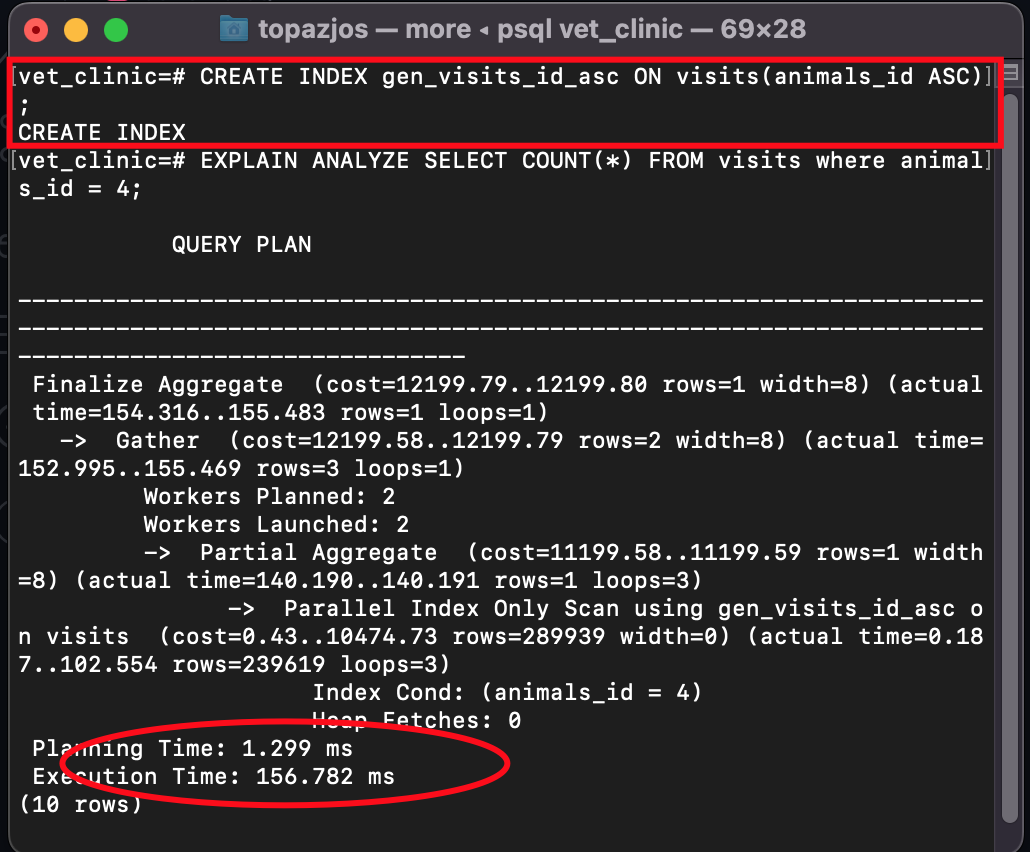 topazjos — more ◂ psql vet_clinic — 69×28
[vet_clinic=# CREATE INDEX gen_visits_id_asc ON visits(animals_id ASC)]
;
CREATE INDEX
[vet_clinic=# EXPLAIN ANALYZE SELECT COUNT(*) FROM visits where animal]
s_id = 4;
QUERY PLAN
---------------------------------------------------------------------
---------------------------------------------------------------------
--------------------------------
Finalize Aggregate  (cost=12199.79..12199.80 rows=1 width=8) (actual
time=154.316..155.483 rows=1 loops=1)
->  Gather  (cost=12199.58..12199.79 rows=2 width=8) (actual time=
152.995..155.469 rows=3 loops=1)
Workers Planned: 2
Workers Launched: 2
->  Partial Aggregate  (cost=11199.58..11199.59 rows=1 width
=8) (actual time=140.190..140.191 rows=1 loops=3)
->  Parallel Index Only Scan using gen_visits_id_asc o
n visits  (cost=0.43..10474.73 rows=289939 width=0) (actual time=0.18
7..102.554 rows=239619 loops=3)
Index Cond: (animals_id = 4)
Heap Fetches: 0
Planning Time: 1.299 ms
Execution Time: 156.782 ms
(10 rows)